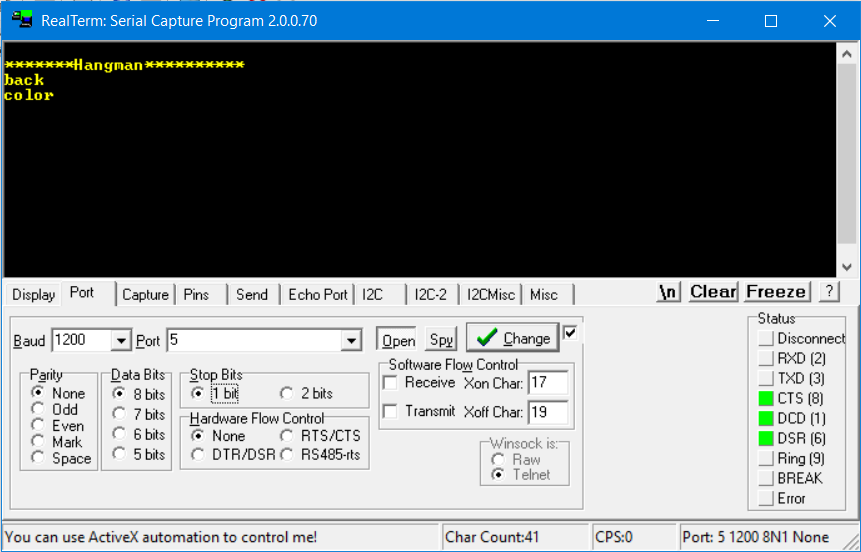 RealTerm: Serial Capture Program 2.0.0.70
*******Hangman**********
back
color
Display Port Capture Pins Send Echo Port I2C I2C-2 I2CMisc Misc \n Clear Freeze ?
Baud 1200 Port 5 Open Spy Change
Parity
None
Odd
Even
Mark
Space
Data Bits
8 bits
7 bits
6 bits
5 bits
Stop Bits
1 bit 2 bits
Hardware Flow Control
None RTS/CTS
DTR/DSR RS485-rts
Software Flow Control
Receive Xon Char: 17
Transmit Xoff Char: 19
Winsock is:
Raw
Telnet
Status
Disconnect
RXD (2)
TXD (3)
CTS (8)
DCD (1)
DSR (6)
Ring (9)
BREAK
Error
You can use ActiveX automation to control me! Char Count:41 CPS:0 Port: 5 1200 8N1 None